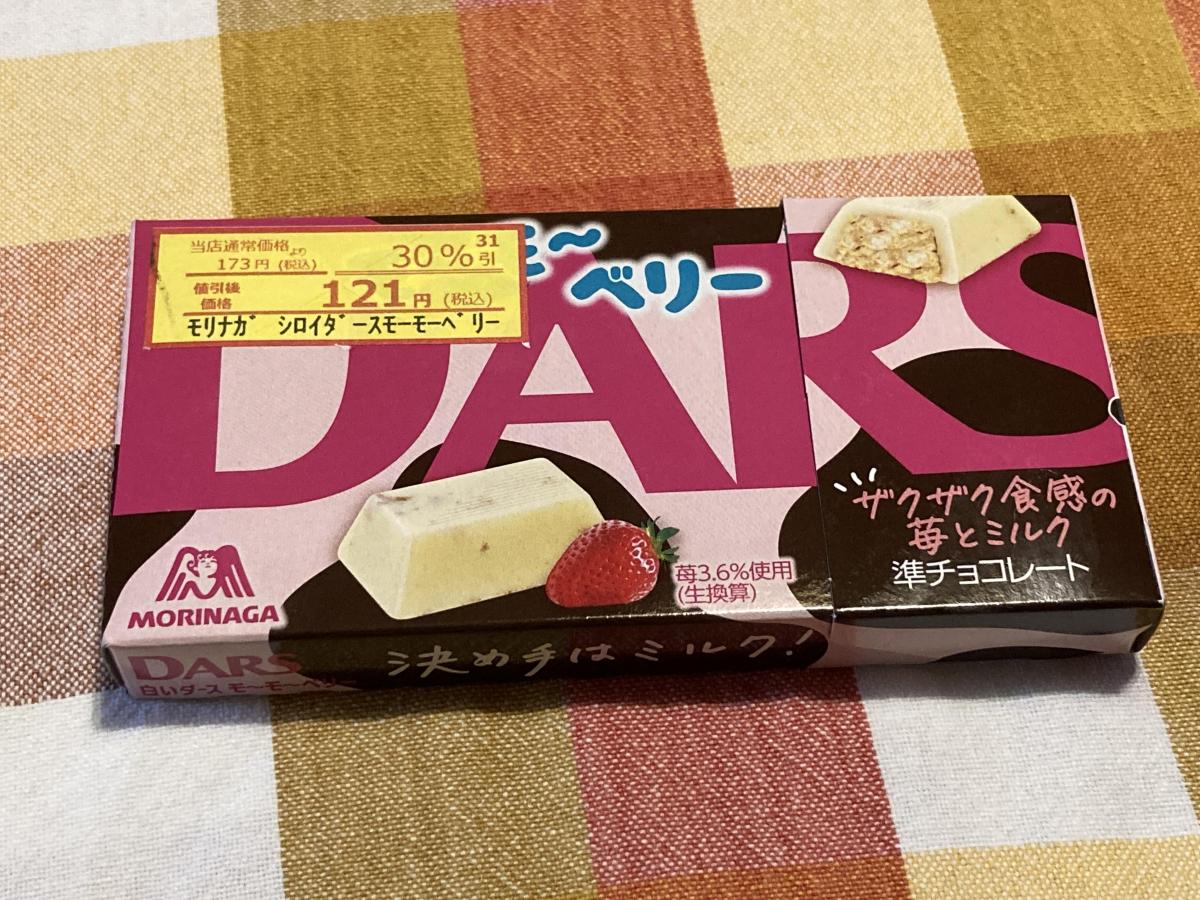 当店通常価格より
173円 (税込)
30%引
31
値引後
価格
121円 (税込)
モリナガ シロイダースモーモーベリー
モ〜
ベリー
DARS
ザクザク食感の
苺とミルク
準チョコレート
苺3.6%使用
(生換算)
MORINAGA
DARS
白いダース モ〜モーベリー
決め手はミルク!